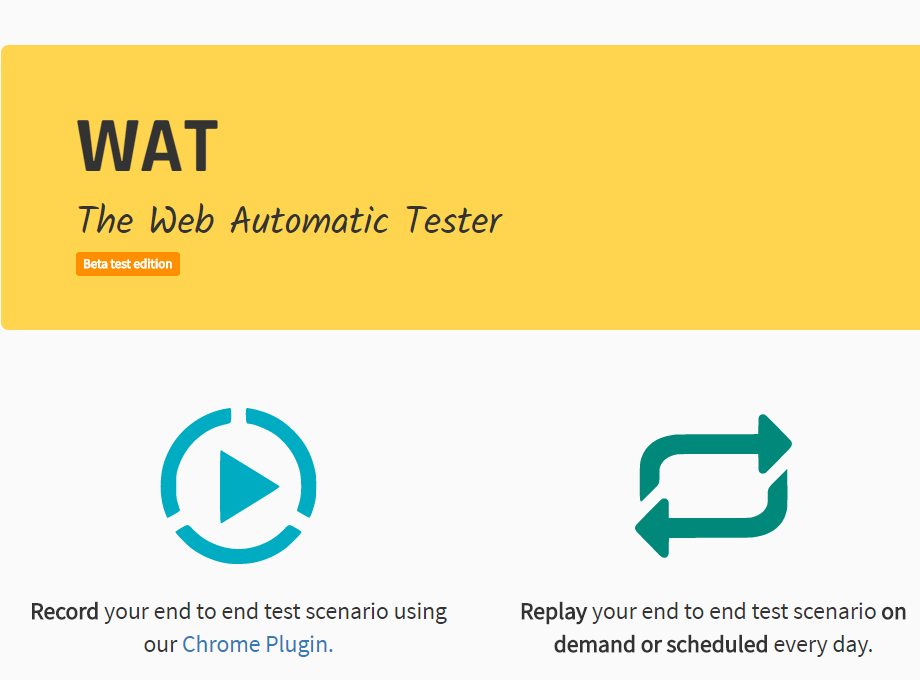 WAT
The Web Automatic Tester
Beta test edition
Record your end to end test scenario using
our Chrome Plugin.
Replay your end to end test scenario on
demand or scheduled every day.